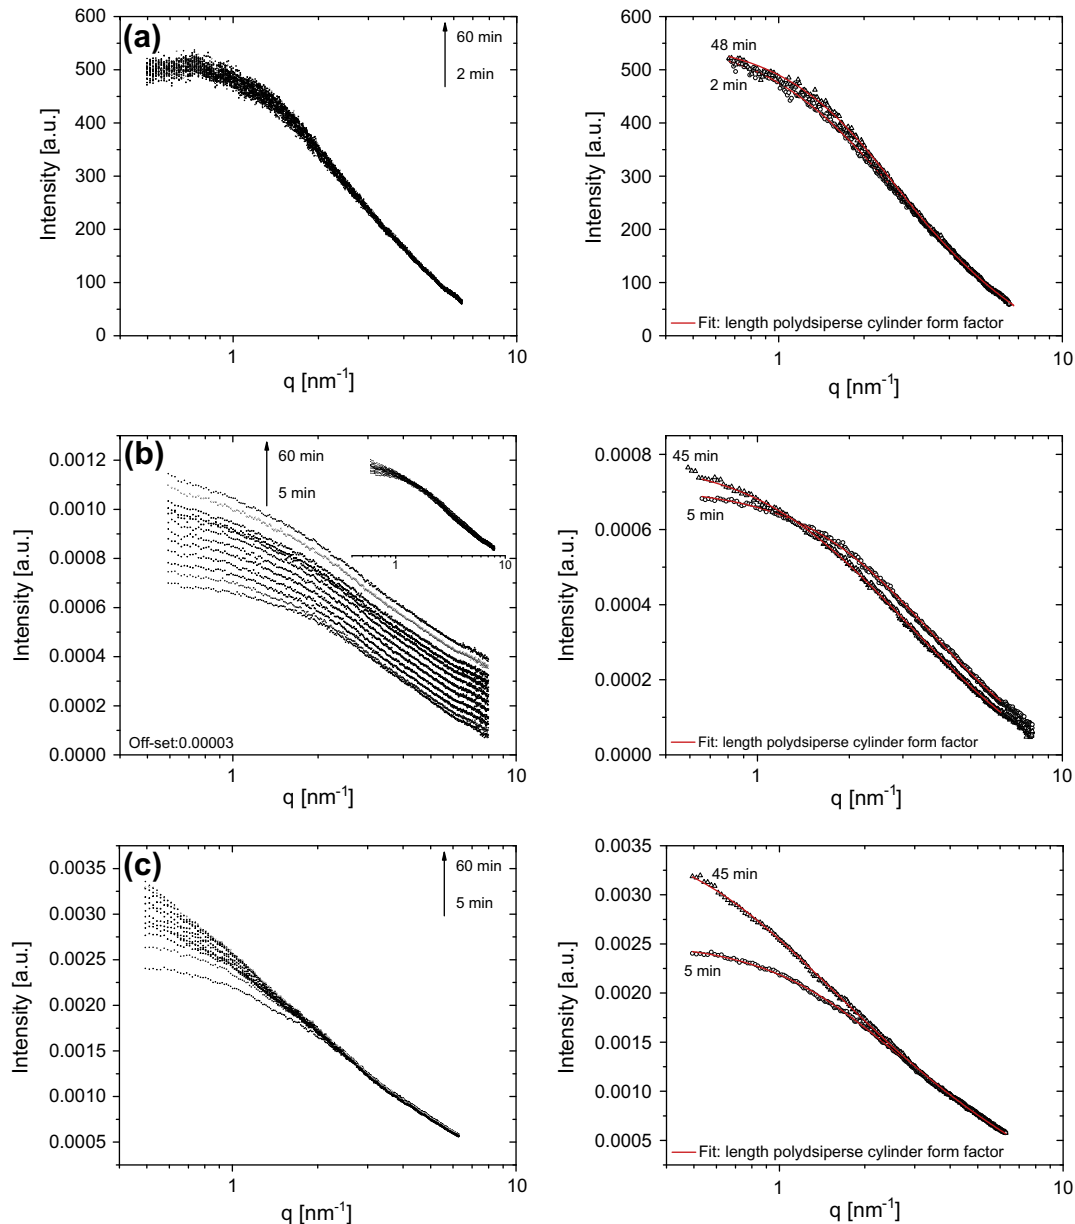 (a)
600
500
400
300
200
100
0
Intensity [a.u.]
60 min
2 min
1
10
q [nm-1]
600
500
400
300
200
100
0
Intensity [a.u.]
48 min
2 min
Fit: length polydsiperse cylinder form factor
1
10
q [nm-1]
(b)
0.0012
0.0010
0.0008
0.0006
0.0004
0.0002
0.0000
Intensity [a.u.]
60 min
5 min
1
10
Off-set:0.00003
1
10
q [nm-1]
0.0008
0.0006
0.0004
0.0002
0.0000
Intensity [a.u.]
45 min
5 min
Fit: length polydsiperse cylinder form factor
1
10
q [nm-1]
(c)
0.0035
0.0030
0.0025
0.0020
0.0015
0.0010
0.0005
Intensity [a.u.]
60 min
5 min
1
10
q [nm-1]
0.0035
0.0030
0.0025
0.0020
0.0015
0.0010
0.0005
Intensity [a.u.]
45 min
5 min
Fit: length polydsiperse cylinder form factor
1
10
q [nm-1]